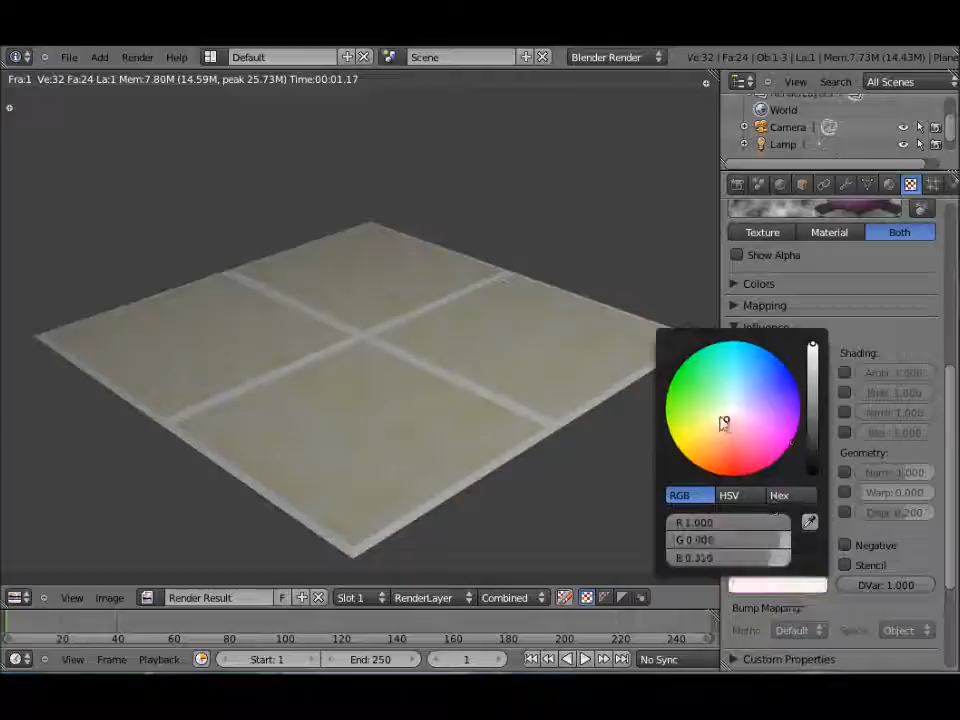 File Add Render Help Default Scene Blender Render Ve:32 | Fa:24 | La:1 | Mem:7.73M (14.43M) | Plane
Fra:1 Ve:32 Fa:24 La:1 Mem:7.80M (14.59M, peak 25.73M) Time:00:01.17
View Search All Scenes
World
Camera
Lamp
Texture Material Both
Show Alpha
Colors
Mapping
Influence
Shading:
Geometry:
Warp:0.000
RGB HSV Hex
R 1.000
Negative
Stencil
DVar: 1.000
Bump Mapping:
Default Object
Custom Properties
View Image Render Result F Slot 1 RenderLayer Combined
20 40 60 80 100 120 140 160 180 200 220 240
View Frame Playback Start: 1 End: 250 1 No Sync